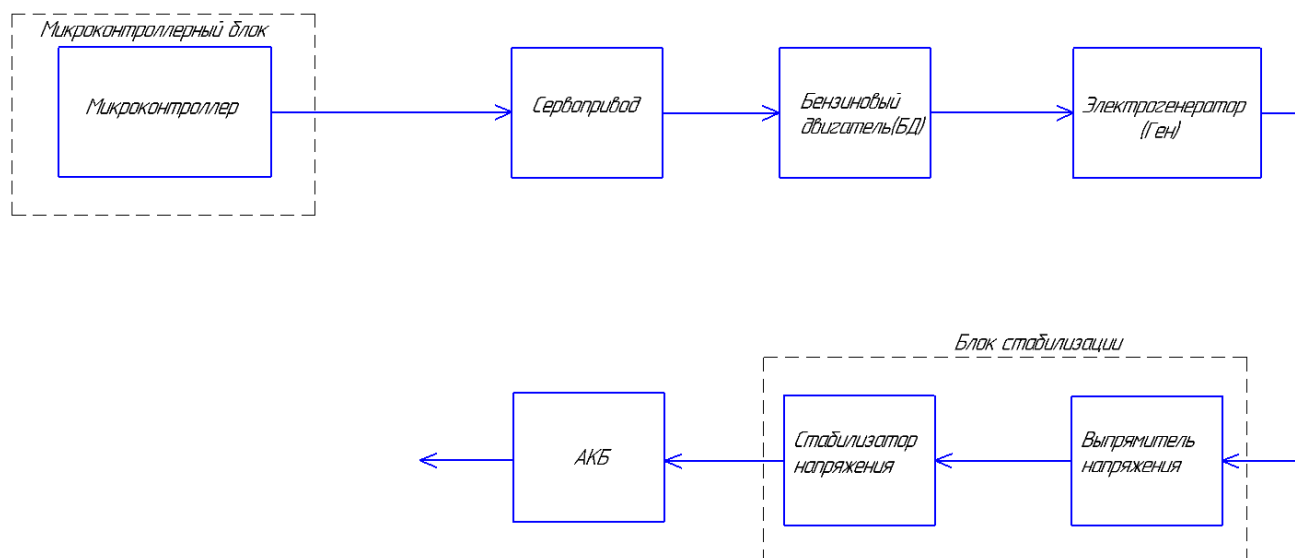 Микроконтроллерный блок
Микроконтроллер
Сервопривод
Бензиновый
двигатель(БД)
Электрогенератор
(Ген)
Блок стабилизации
АКБ
Стабилизатор
напряжения
Выпрямитель
напряжения